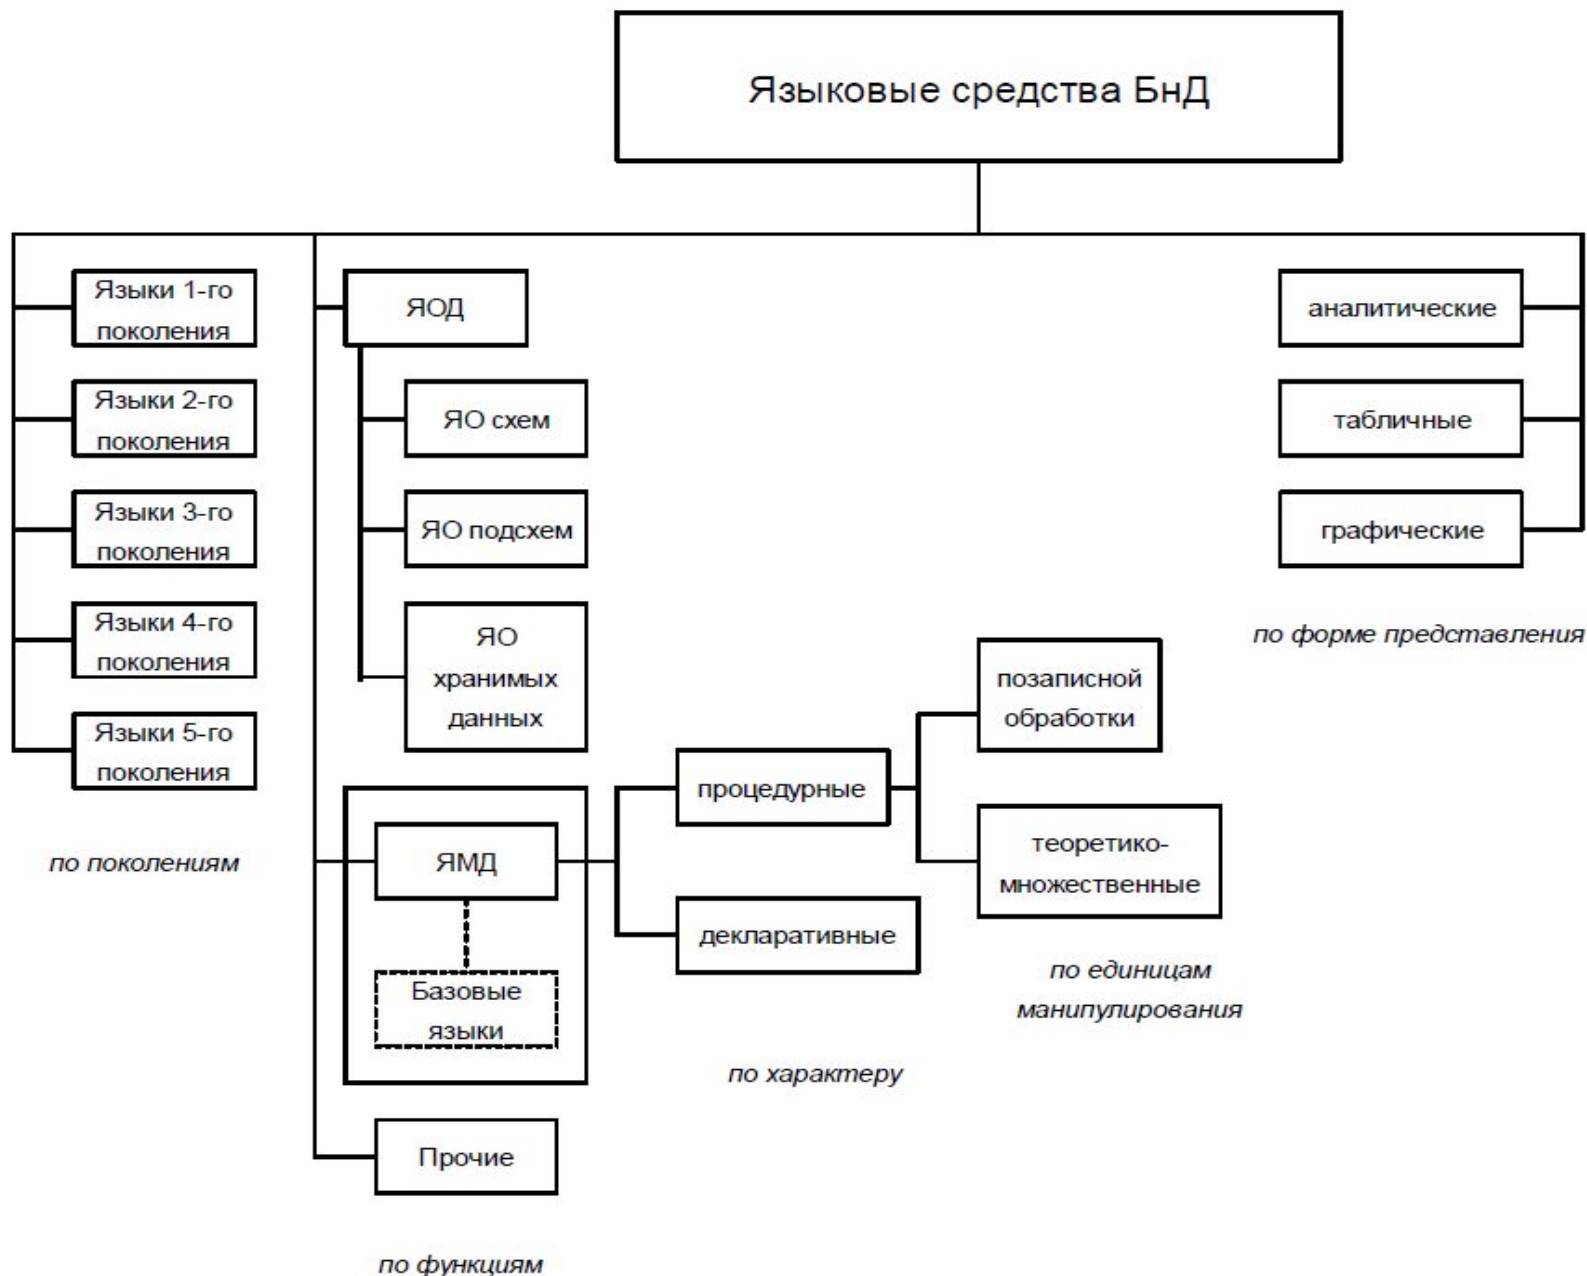 Языковые средства БнД
Языки 1-го
поколения
Языки 2-го
поколения
Языки 3-го
поколения
Языки 4-го
поколения
Языки 5-го
поколения
по поколениям
ЯОД
ЯО схем
ЯО подсхем
ЯО
хранимых
данных
ЯМД
Базовые
языки
Прочие
по функциям
процедурные
декларативные
по характеру
позаписной
обработки
теоретико-
множественные
по единицам
манипулирования
аналитические
табличные
графические
по форме представления